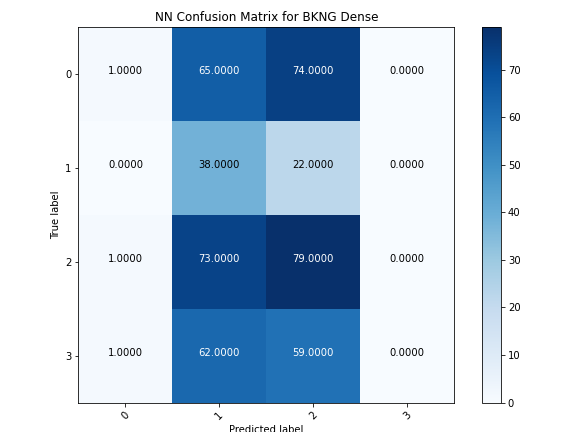 NN Confusion Matrix for BKNG Dense
0 1.0000 65.0000 74.0000 0.0000
1 0.0000 38.0000 22.0000 0.0000
2 1.0000 73.0000 79.0000 0.0000
3 1.0000 62.0000 59.0000 0.0000
True label
0 1 2 3
Predicted label
70
60
50
40
30
20
10
0